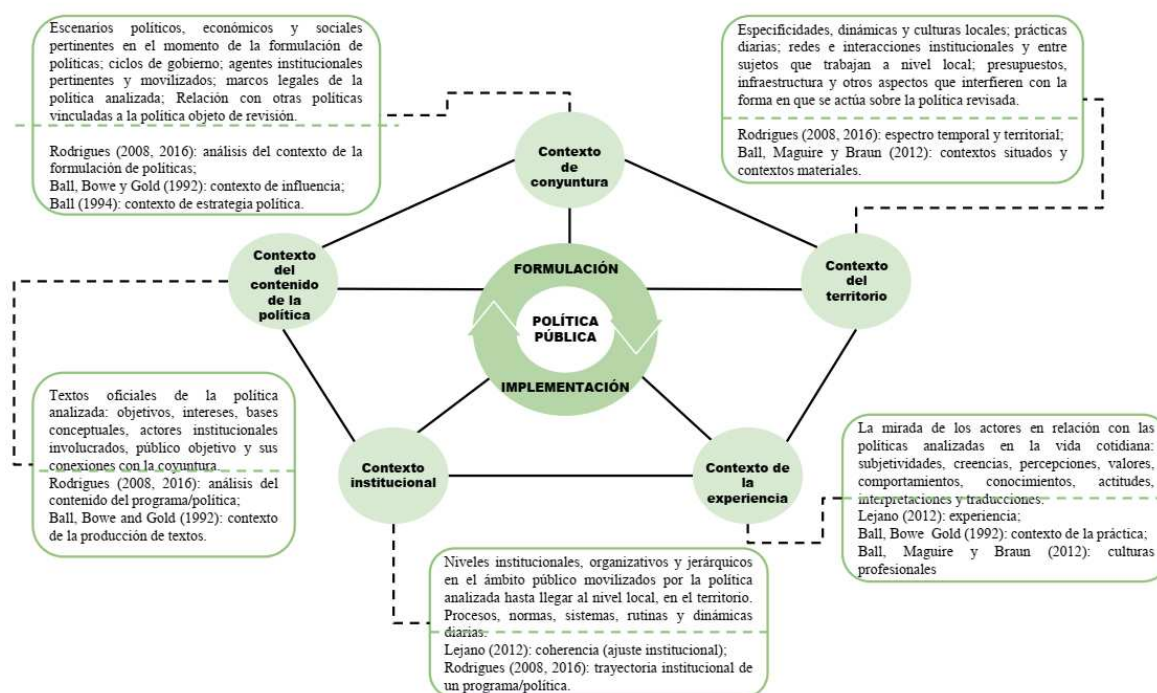 Escenarios políticos, económicos y sociales
pertinentes en el momento de la formulación de
políticas; ciclos de gobierno; agentes institucionales
pertinentes y movilizados; marcos legales de la
política analizada; Relación con otras políticas
vinculadas a la política objeto de revisión.
Rodrigues (2008, 2016): análisis del contexto de la
formulación de políticas;
Ball, Bowe y Gold (1992): contexto de influencia;
Ball (1994): contexto de estrategia política.
Especificidades, dinámicas y culturas locales; prácticas
diarias; redes e interacciones institucionales y entre
sujetos que trabajan a nivel local; presupuestos,
infraestructura y otros aspectos que interfieren con la
forma en que se actúa sobre la política revisada.
Rodrigues (2008, 2016): espectro temporal y territorial;
Ball, Maguire y Braun (2012): contextos situados y
contextos materiales.
Contexto
de
conyuntura
Contexto
del
contenido
de la
política
FORMULACIÓN
POLÍTICA
PÚBLICA
IMPLEMENTACIÓN
Contexto
del
territorio
Textos oficiales de la política
analizada: objetivos, intereses, bases
conceptuales, actores institucionales
involucrados, público objetivo y sus
conexiones con la coyuntura.
Rodrigues (2008, 2016): análisis del
contenido del programa/política;
Ball, Bowe and Gold (1992): contexto
de la producción de textos.
Contexto
institucional
Contexto de
la
experiencia
La mirada de los actores en relación con las
políticas analizadas en la vida cotidiana:
subjetividades, creencias, percepciones, valores,
comportamientos, conocimientos, actitudes,
interpretaciones y traducciones.
Lejano (2012): experiencia;
Ball, Bowe Gold (1992): contexto de la práctica;
Ball, Maguire y Braun (2012): culturas
profesionales
Niveles institucionales, organizativos y jerárquicos
en el ámbito público movilizados por la política
analizada hasta llegar al nivel local, en el territorio.
Procesos, normas, sistemas, rutinas y dinámicas
diarias.
Lejano (2012): coherencia (ajuste institucional);
Rodrigues (2008, 2016): trayectoria institucional de
un programa/política.